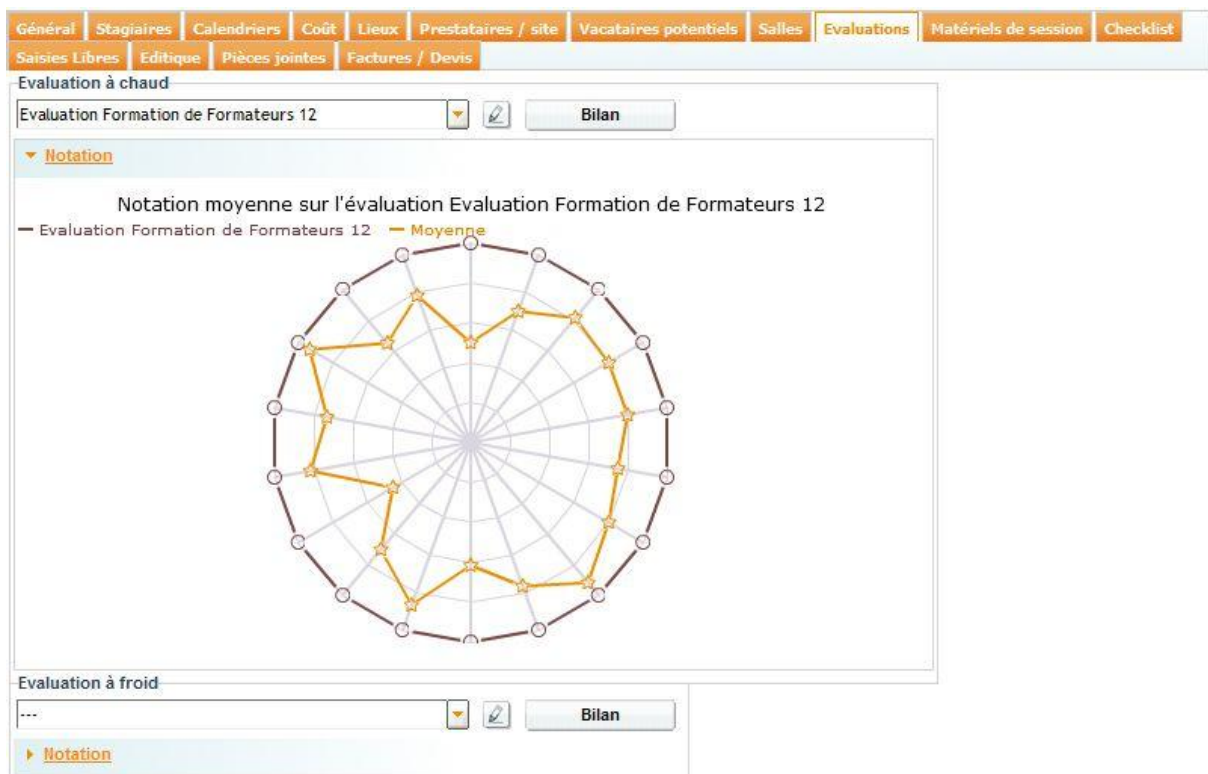 Général Stagiaires Calendriers Coût Lieux Prestataires / site Vacataires potentiels Salles Evaluations Matériels de session Checklist
Saisies Libres Editique Pièces jointes Factures / Devis
Evaluation à chaud
Evaluation Formation de Formateurs 12 Bilan
Notation
Notation moyenne sur l'évaluation Evaluation Formation de Formateurs 12
Evaluation Formation de Formateurs 12 Moyenne
Evaluation à froid
--- Bilan
Notation